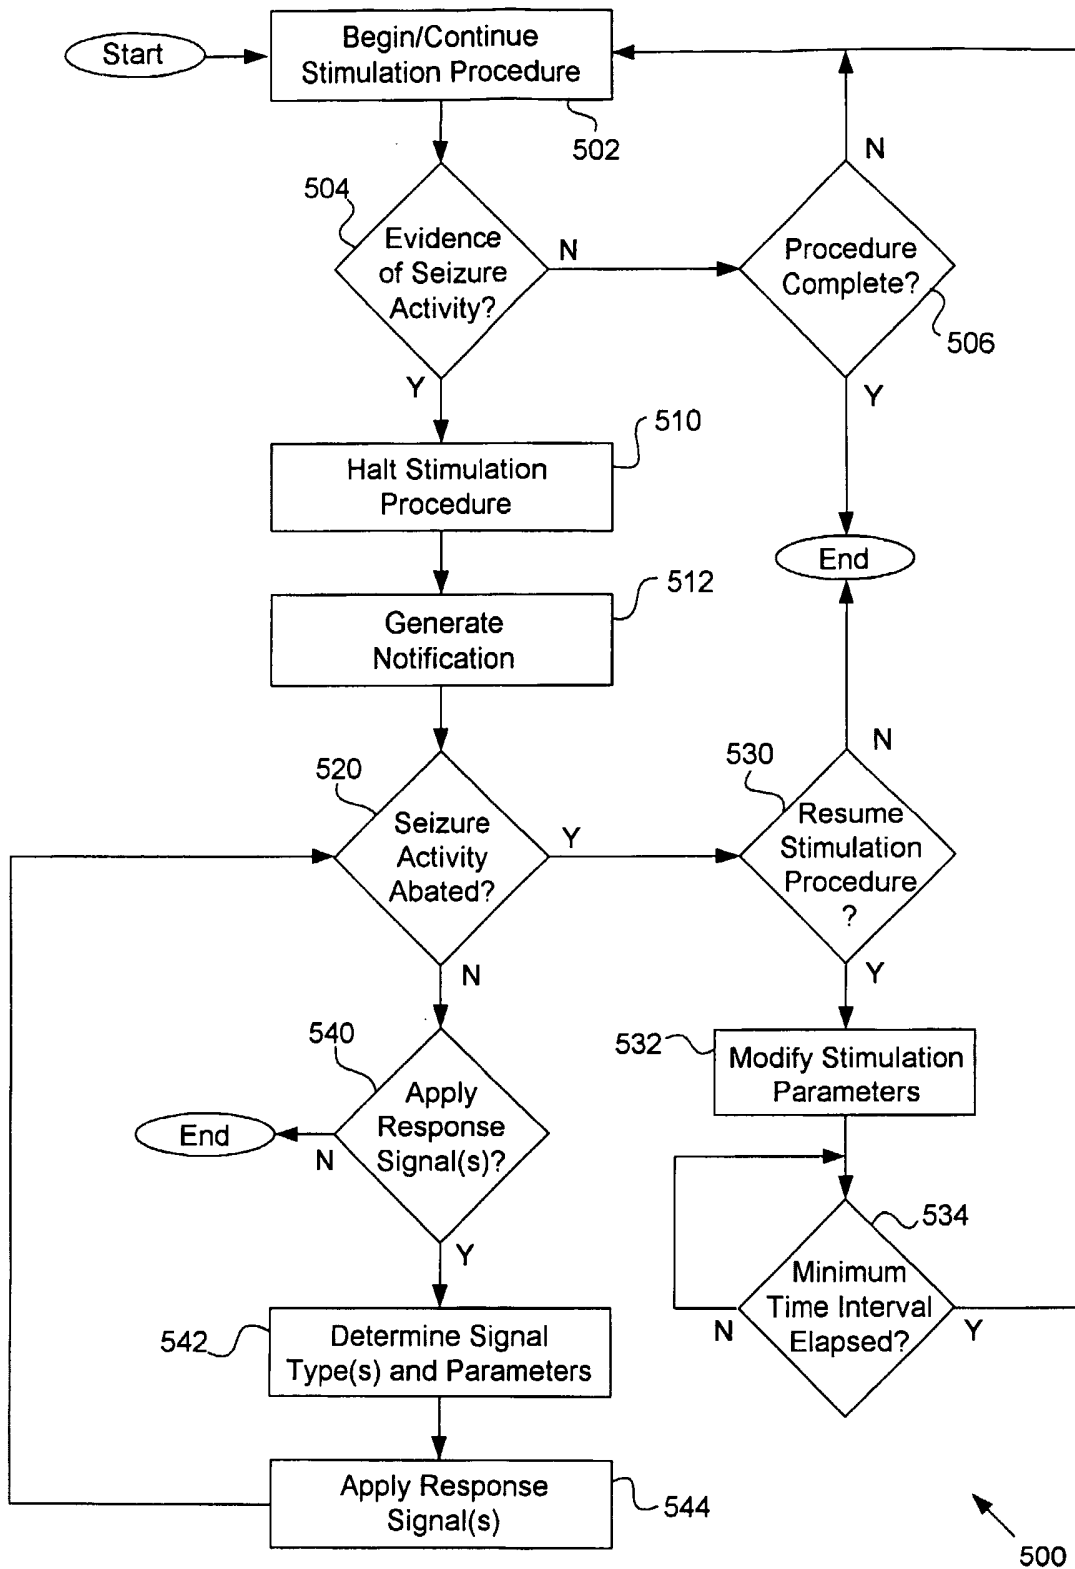 Start
Begin/Continue
Stimulation Procedure
502
504
Evidence
of Seizure
Activity?
N
Y
Procedure
Complete?
N
506
Y
510
Halt Stimulation
Procedure
End
512
Generate
Notification
520
Seizure
Activity
Abated?
Y
N
530
N
Resume
Stimulation
Procedure
?
Y
540
Apply
Response
Signal(s)?
End
N
Y
532
Modify Stimulation
Parameters
534
Minimum
Time Interval
Elapsed?
N
Y
542
Determine Signal
Type(s) and Parameters
Apply Response
Signal(s)
544
500